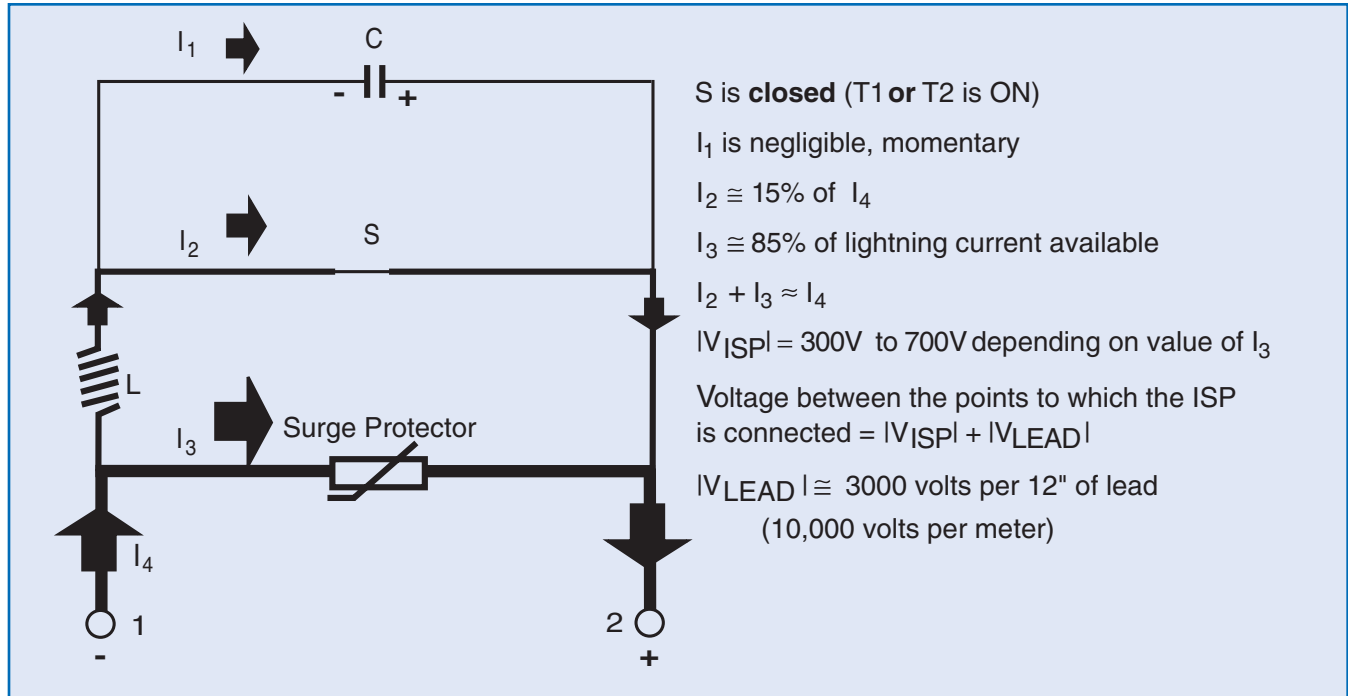 I1
C
- +
I2
S
L
I3
Surge Protector
I4
1
2
-
+
S is closed (T1 or T2 is ON)
I1 is negligible, momentary
I2 ≅ 15% of I4
I3 ≅ 85% of lightning current available
I2 + I3 ≈ I4
|VISP| = 300V to 700V depending on value of I3
Voltage between the points to which the ISP
is connected = |VISP| + |VLEAD|
|VLEAD| ≅ 3000 volts per 12" of lead
(10,000 volts per meter)